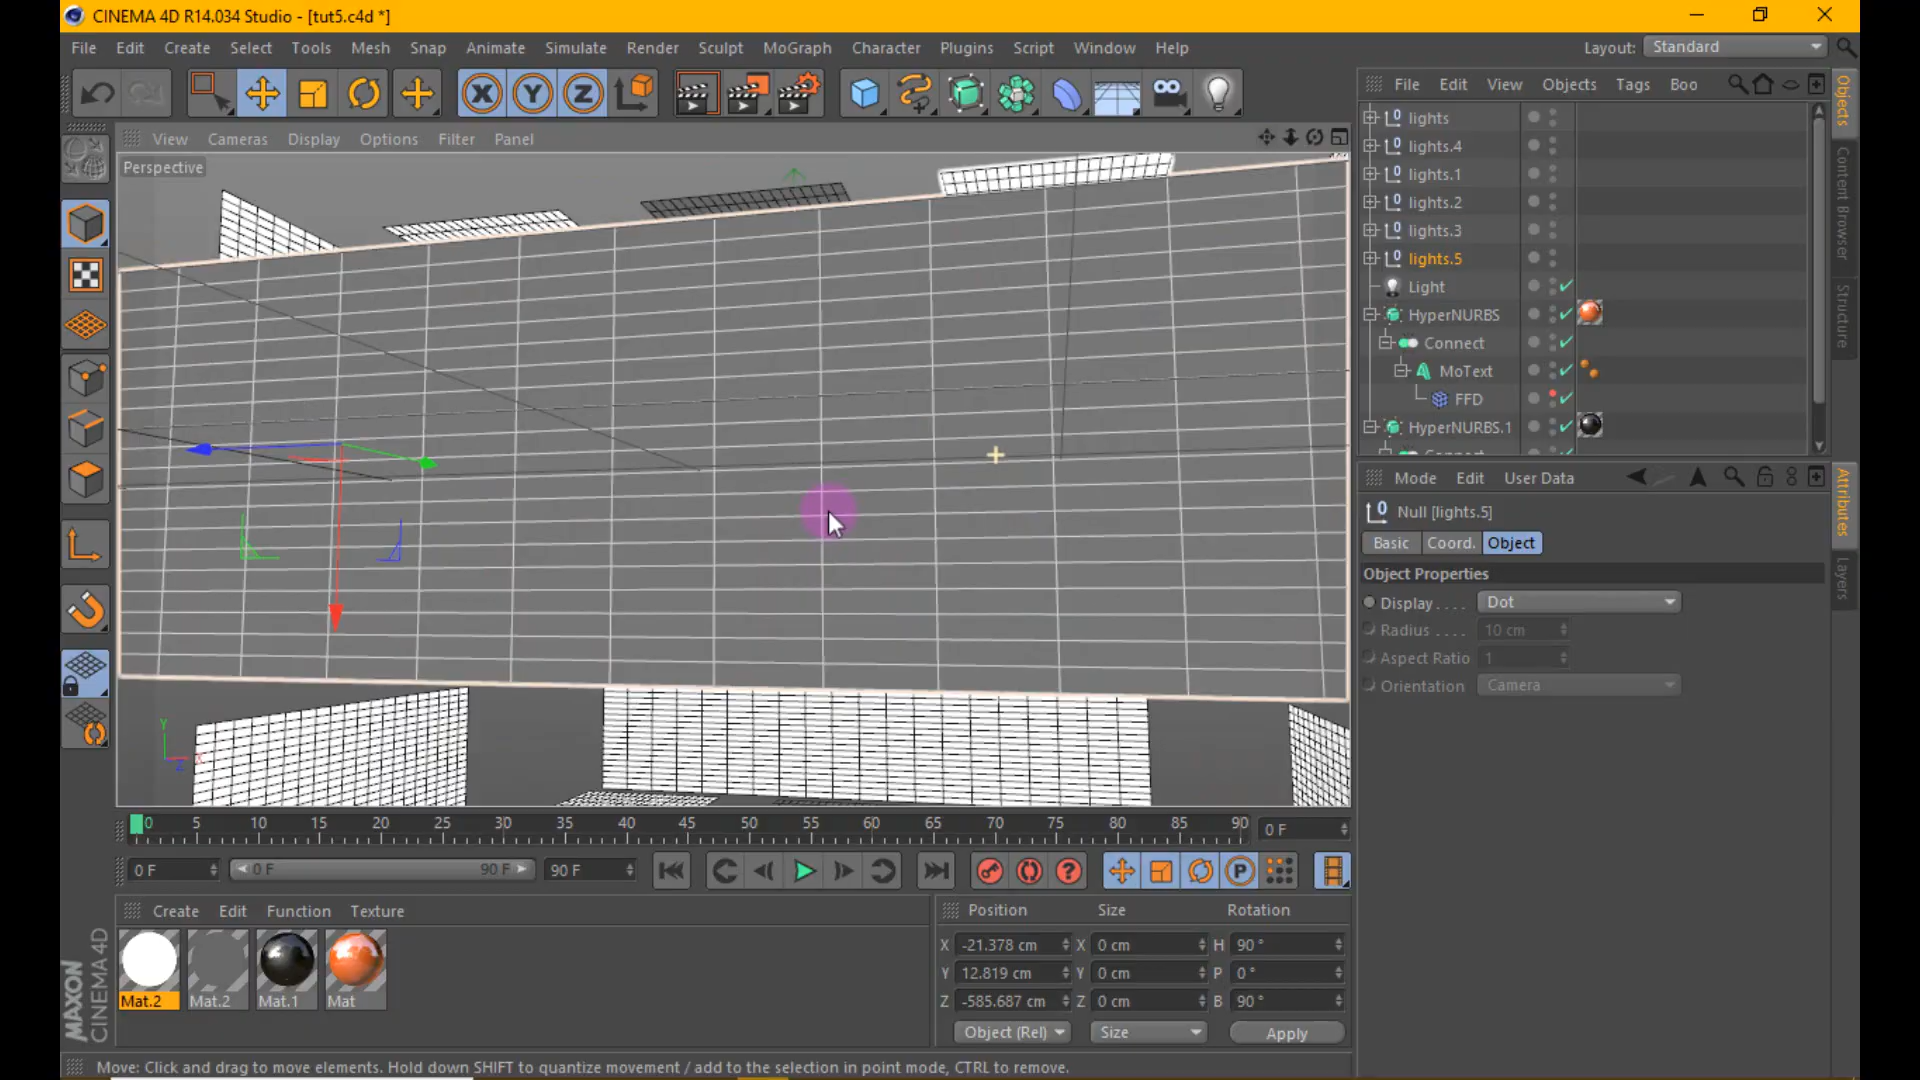 CINEMA 4D R14.034 Studio - [tut5.c4d *]
File Edit Create Select Tools Mesh Snap Animate Simulate Render Sculpt MoGraph Character Plugins Script Window Help Layout: Standard
X Y Z
File Edit View Objects Tags Boo
View Cameras Display Options Filter Panel
Perspective
lights
lights.4
lights.1
lights.2
lights.3
lights.5
Light
HyperNURBS
Connect
MoText
FFD
HyperNURBS.1
Objects
Content Browser
Structure
Mode Edit User Data
Null [lights.5]
Basic Coord. Object
Object Properties
Display . . . . Dot
Radius . . . . 10 cm
Aspect Ratio 1
Orientation Camera
Attributes
Layers
Y
0 5 10 15 20 25 30 35 40 45 50 55 60 65 70 75 80 85 90 0 F
0 F 0 F 90 F 90 F P
Create Edit Function Texture
Mat.2 Mat.2 Mat.1 Mat
Position Size Rotation
X -21.378 cm X 0 cm H 90 °
Y 12.819 cm Y 0 cm P 0 °
Z -585.687 cm Z 0 cm B 90 °
Object (Rel) Size Apply
MAXON
CINEMA 4D
Move: Click and drag to move elements. Hold down SHIFT to quantize movement / add to the selection in point mode, CTRL to remove.